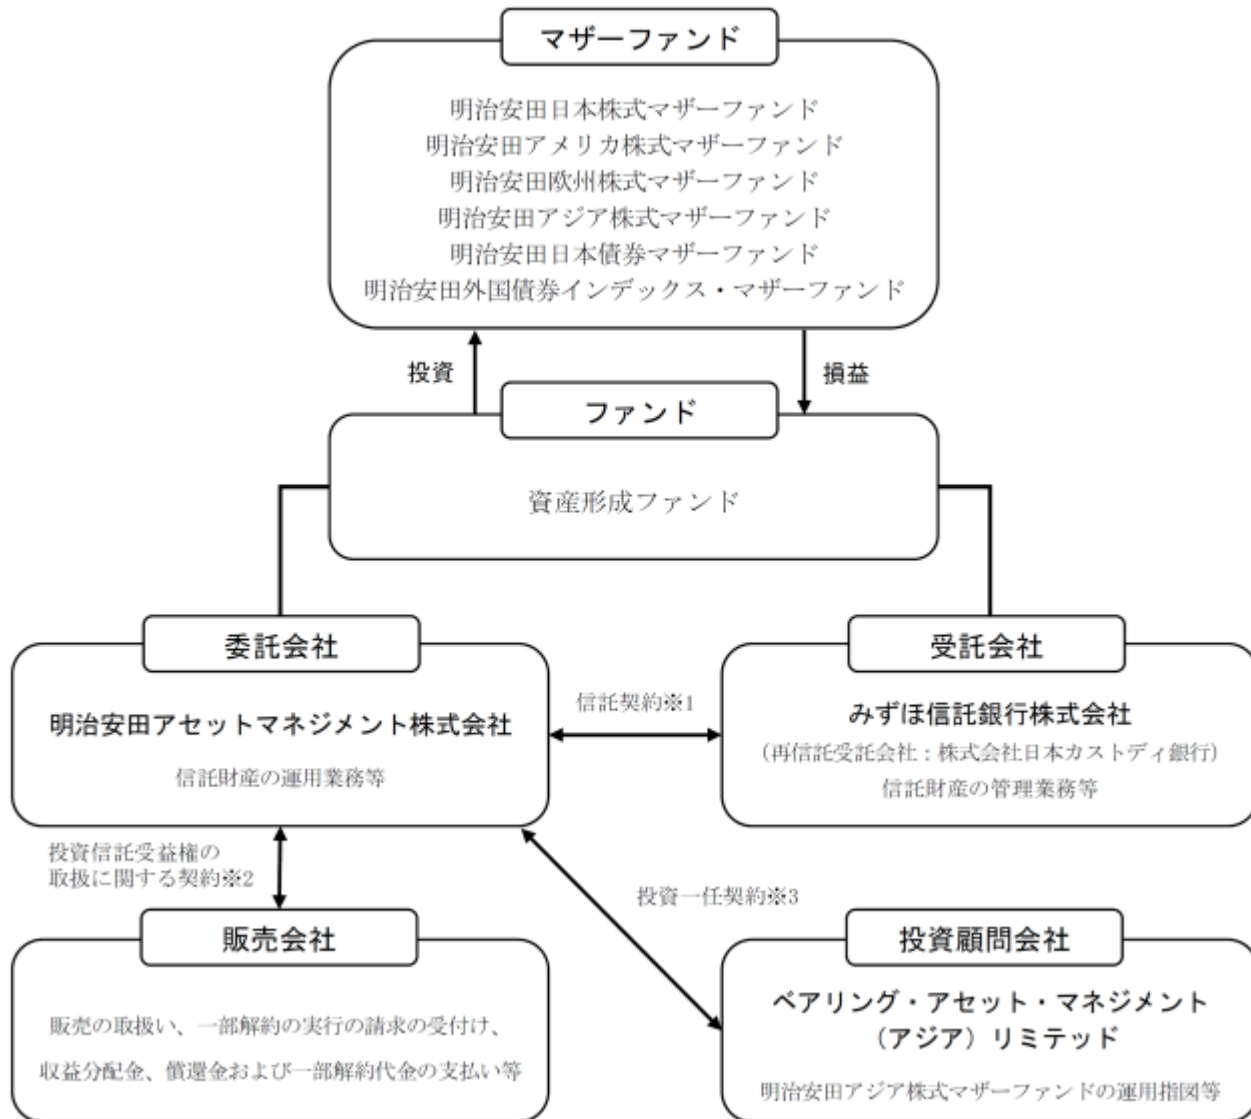 マザーファンド
明治安田日本株式マザーファンド
明治安田アメリカ株式マザーファンド
明治安田欧州株式マザーファンド
明治安田アジア株式マザーファンド
明治安田日本債券マザーファンド
明治安田外国債券インデックス・マザーファンド
投資
損益
ファンド
資産形成ファンド
委託会社
明治安田アセットマネジメント株式会社
信託財産の運用業務等
信託契約※1
受託会社
みずほ信託銀行株式会社
(再信託受託会社：株式会社日本カストディ銀行)
信託財産の管理業務等
投資信託受益権の
取扱に関する契約※2
投資一任契約※3
販売会社
販売の取扱い、一部解約の実行の請求の受付け、
収益分配金、償還金および一部解約代金の支払い等
投資顧問会社
ベアリング・アセット・マネジメント
（アジア）リミテッド
明治安田アジア株式マザーファンドの運用指図等